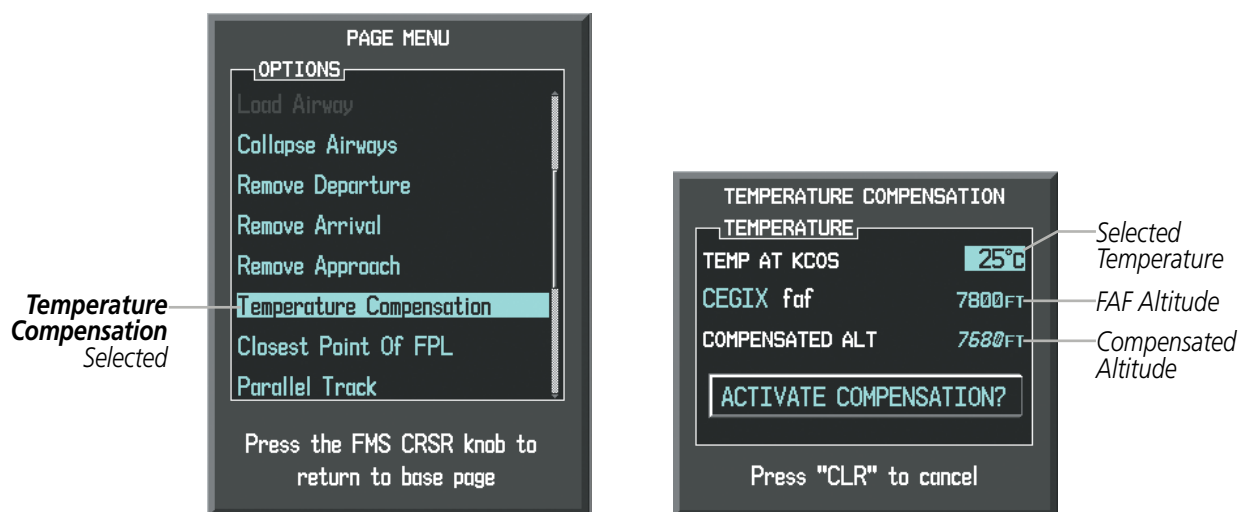 PAGE MENU
OPTIONS
Load Airway
Collapse Airways
Remove Departure
Remove Arrival
Remove Approach
Temperature Compensation
Closest Point Of FPL
Parallel Track
Press the FMS CRSR knob to
return to base page
Temperature
Compensation
Selected
TEMPERATURE COMPENSATION
TEMPERATURE
TEMP AT KCOS 25°C
CEGIX faf 7800FT
COMPENSATED ALT 7680FT
ACTIVATE COMPENSATION?
Press "CLR" to cancel
Selected
Temperature
FAF Altitude
Compensated
Altitude